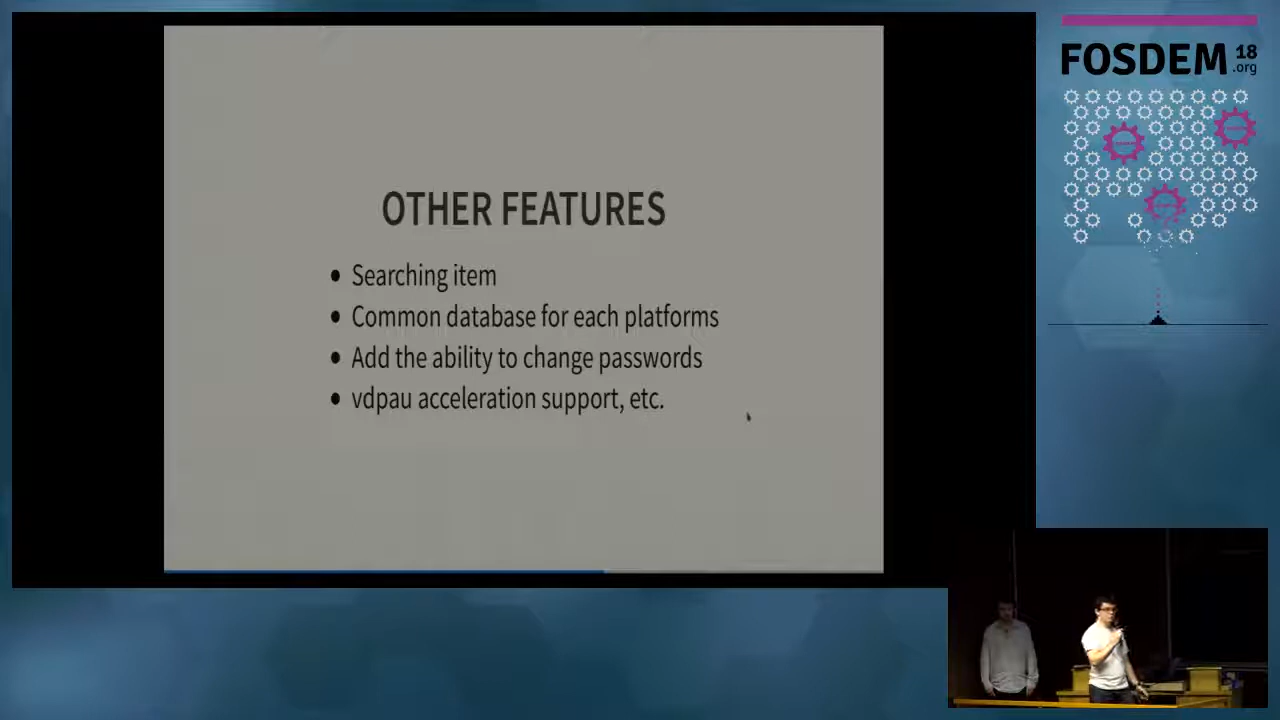 OTHER FEATURES
Searching item
Common database for each platforms
Add the ability to change passwords
vdpau acceleration support, etc.
FOSDEM 18
.org